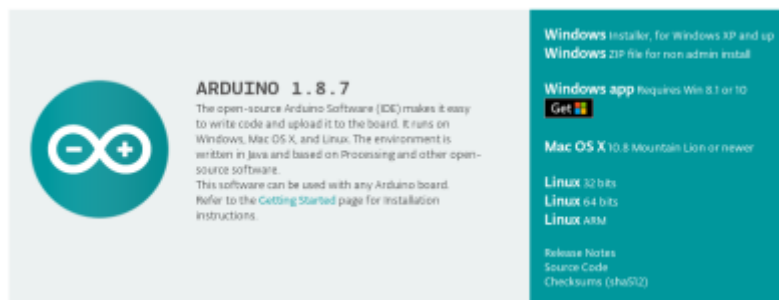 ARDUINO 1.8.7
The open-source Arduino Software (IDE) makes it easy
to write code and upload it to the board. It runs on
Windows, Mac OS X, and Linux. The environment is
written in Java and based on Processing and other open-
source software.
This software can be used with any Arduino board.
Refer to the Getting Started page for Installation
instructions.
Windows Installer, for Windows XP and up
Windows ZIP file for non admin install
Windows app Requires Win 8.1 or 10
Get
Mac OS X 10.8 Mountain Lion or newer
Linux 32 bits
Linux 64 bits
Linux ARM
Release Notes
Source Code
Checksums (sha512)